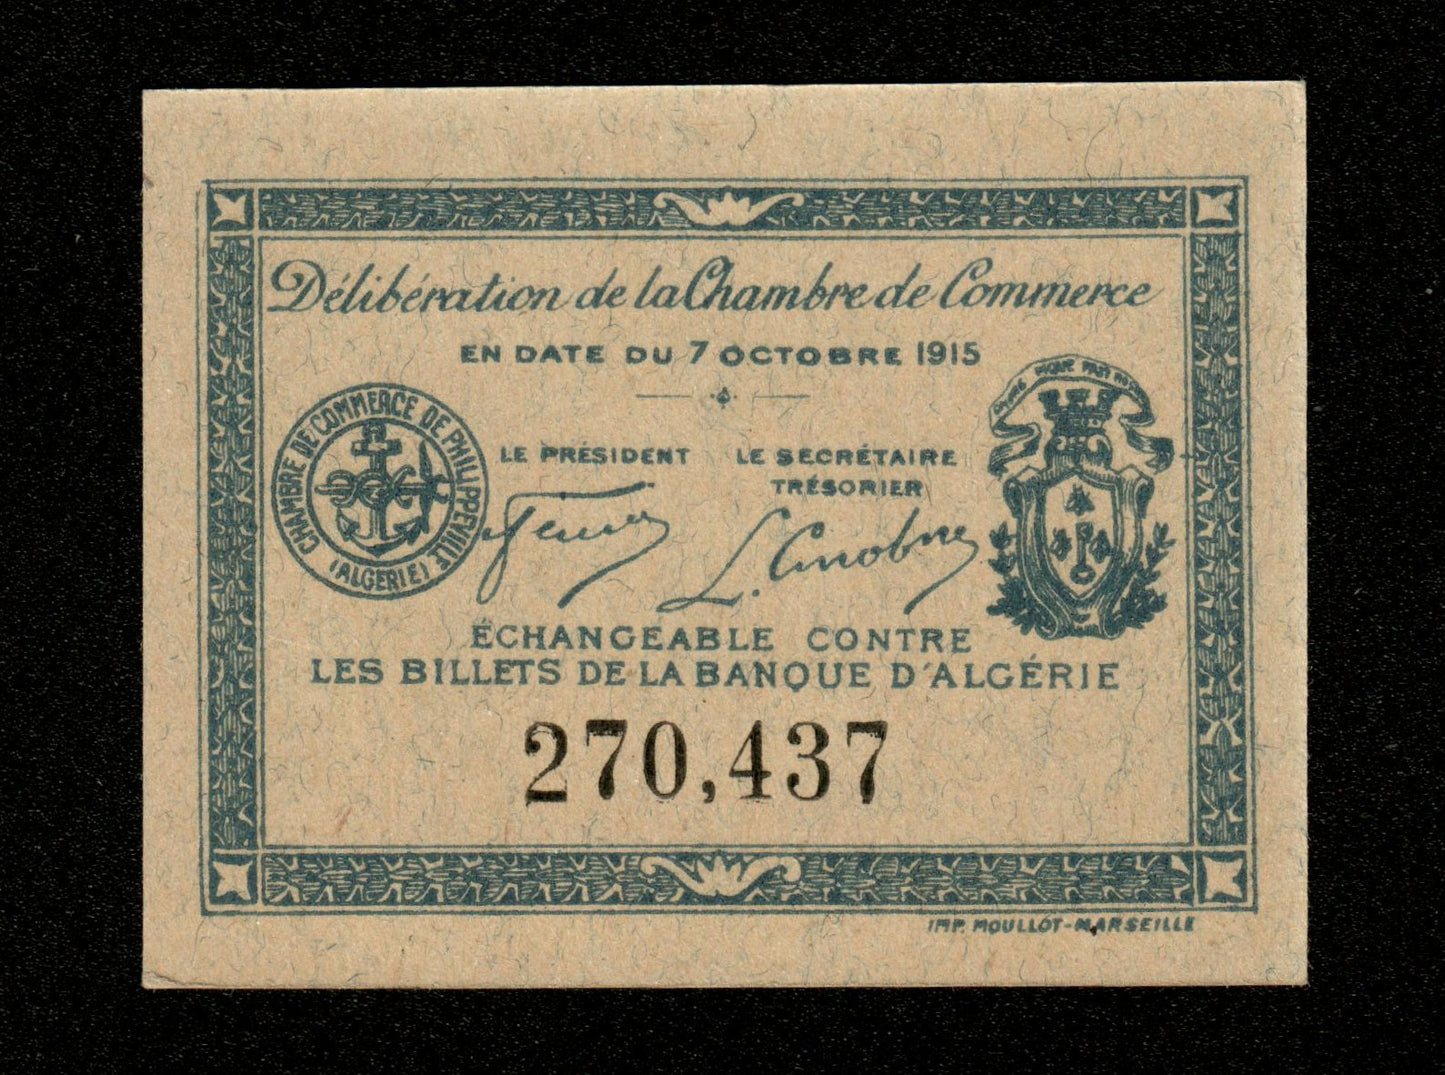 Délibération de la Chambre de Commerce
EN DATE DU 7 OCTOBRE 1915
CHAMBRE DE COMMERCE DE PHILIPPEVILLE
(ALGERIE)
LE PRÉSIDENT
LE SECRÉTAIRE
TRÉSORIER
ÉCHANGEABLE CONTRE
LES BILLETS DE LA BANQUE D'ALGÉRIE
270,437
IMP. MOULLOT-MARSEILLE